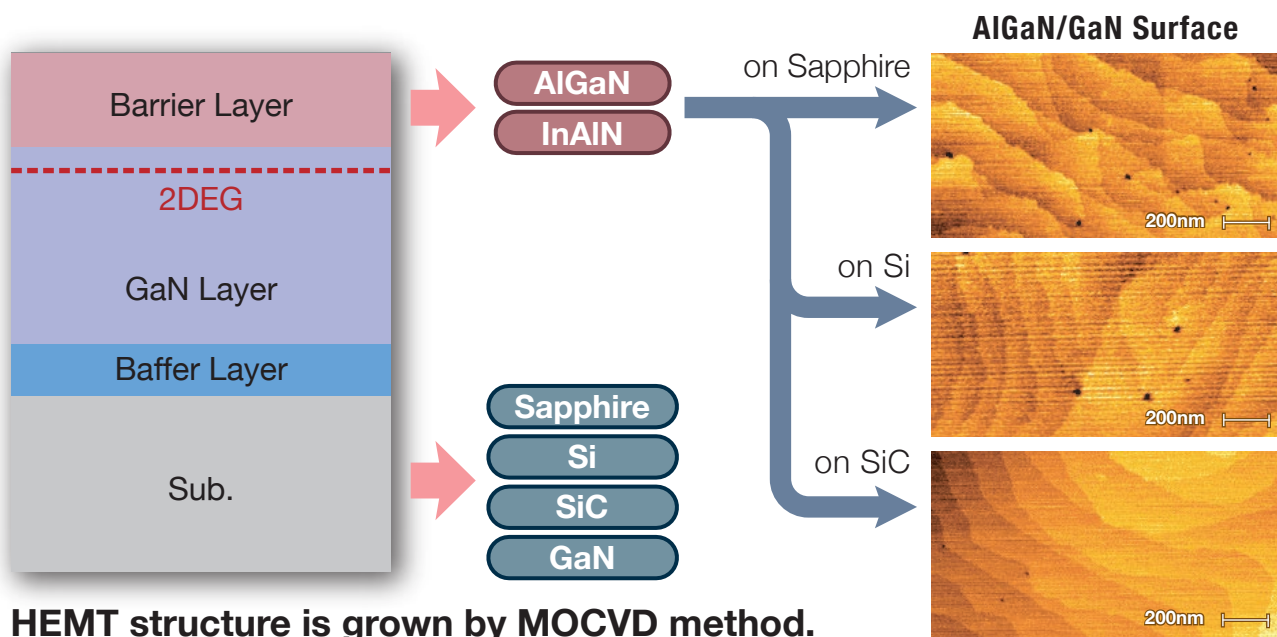 AlGaN/GaN Surface
Barrier Layer
2DEG
GaN Layer
Baffer Layer
Sub.
AlGaN
InAlN
Sapphire
Si
SiC
GaN
on Sapphire
on Si
on SiC
200nm
200nm
200nm
HEMT structure is grown by MOCVD method.